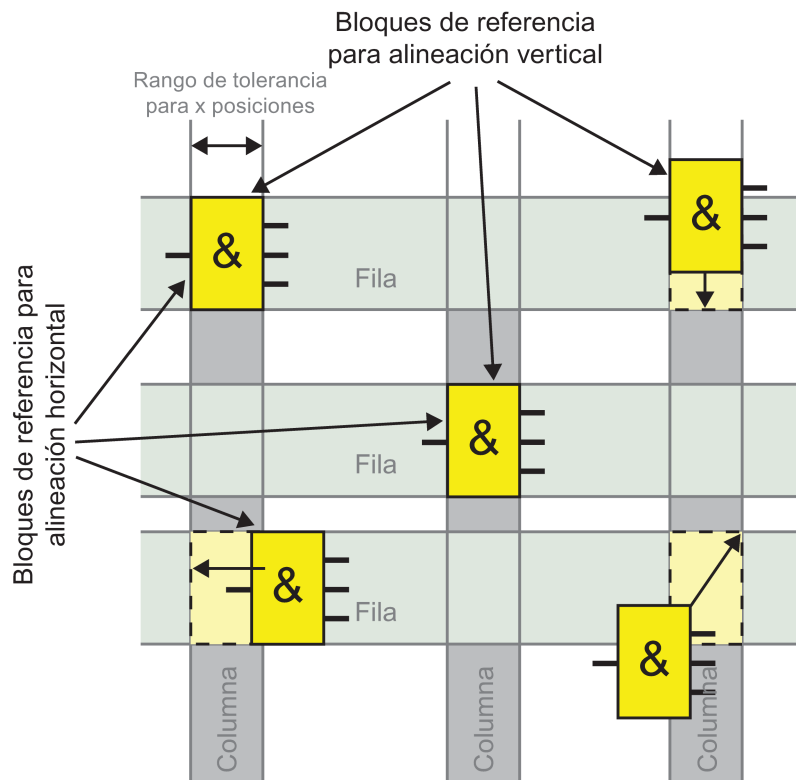 Bloques de referencia
para alineación vertical
Rango de tolerancia
para x posiciones
&
&
Fila
Bloques de referencia para
alineación horizontal
&
Fila
&
Fila
&
Columna
Columna
Columna